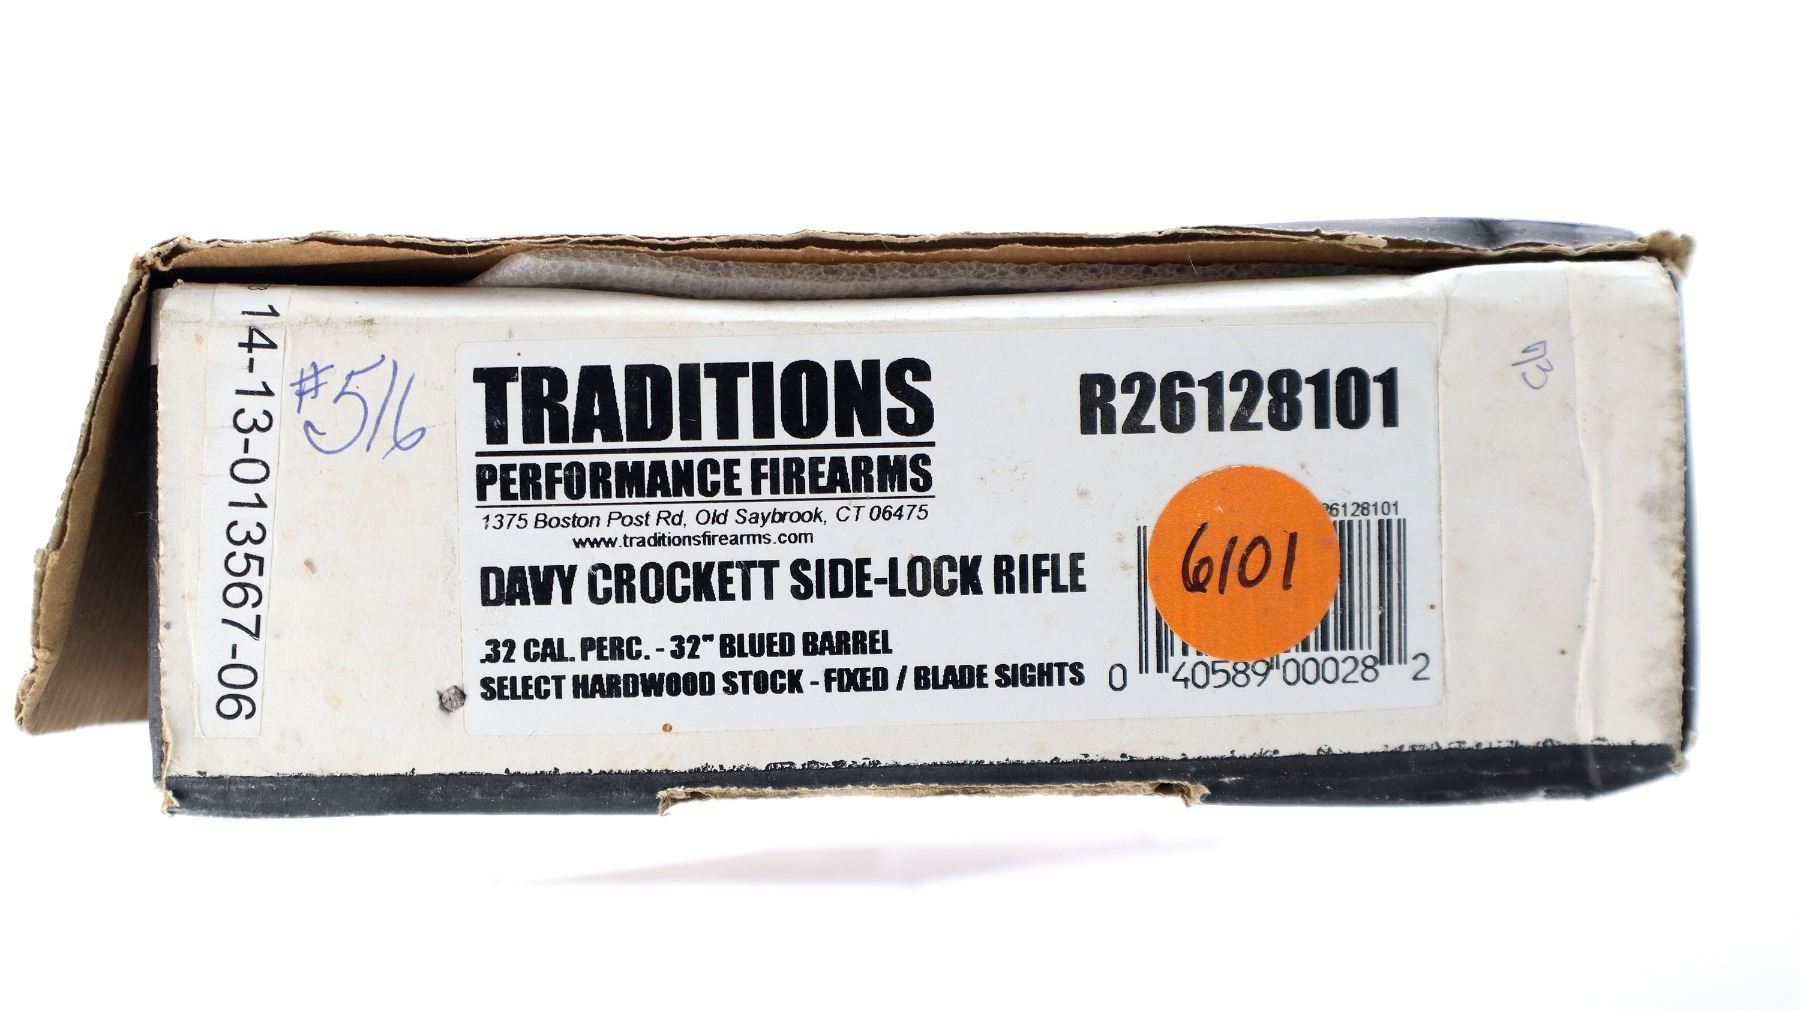 14-13-013567-06
#516
TRADITIONS
PERFORMANCE FIREARMS
1375 Boston Post Rd, Old Saybrook, CT 06475
www.traditionsfirearms.com
DAVY CROCKETT SIDE-LOCK RIFLE
.32 CAL. PERC. - 32" BLUED BARREL
SELECT HARDWOOD STOCK - FIXED / BLADE SIGHTS
R26128101
26128101
6101
0 40589 00028 2